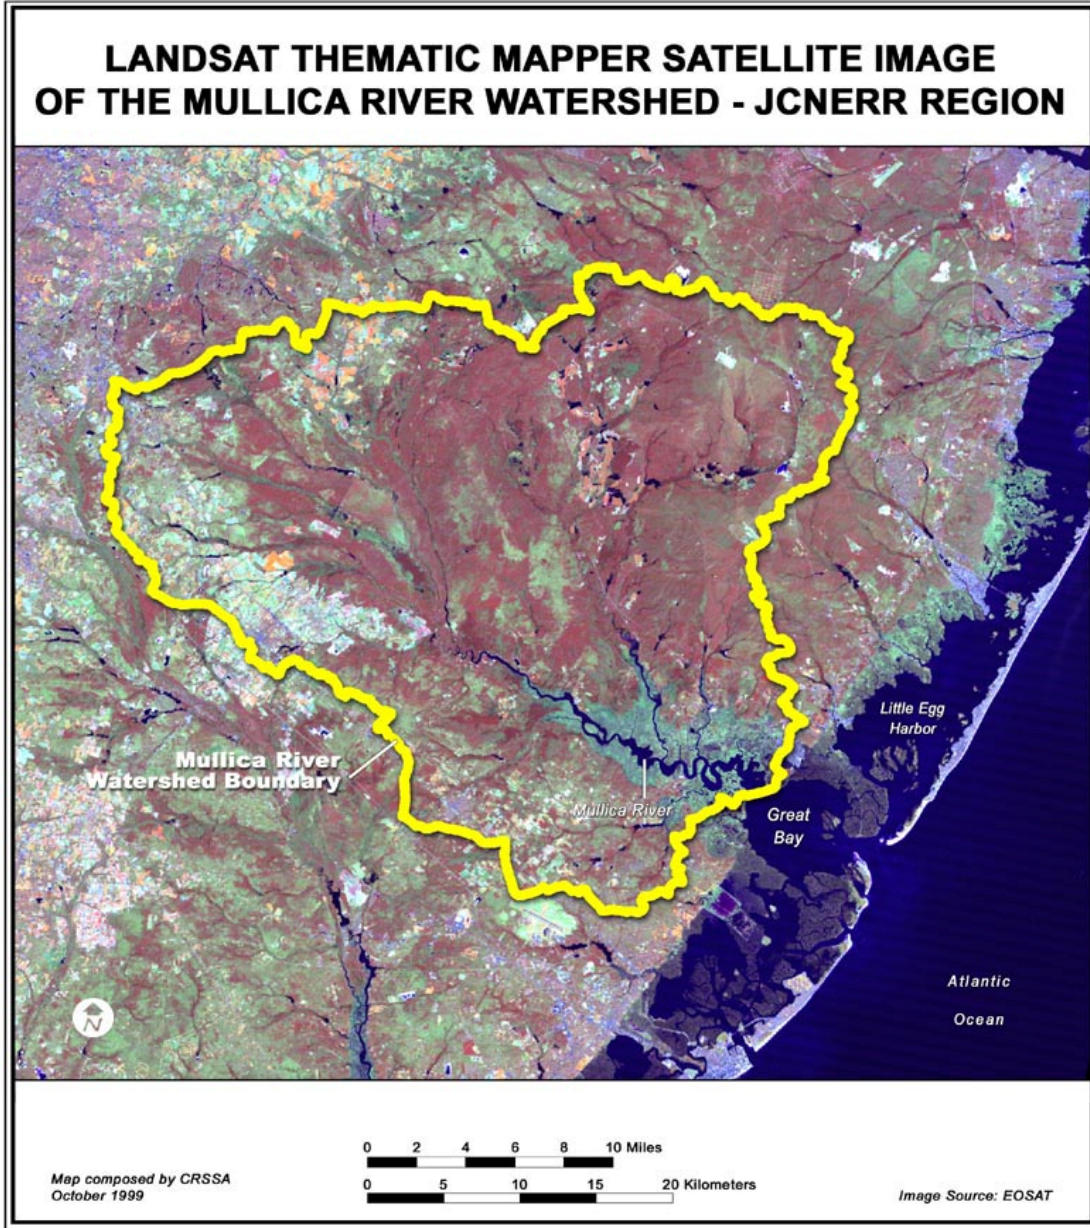 LANDSAT THEMATIC MAPPER SATELLITE IMAGE
OF THE MULLICA RIVER WATERSHED - JCNERR REGION
Little Egg
Harbor
Mullica River
Watershed Boundary
Mullica River
Great
Bay
Atlantic
Ocean
N
0 2 4 6 8 10 Miles
0 5 10 15 20 Kilometers
Map composed by CRSSA
October 1999
Image Source: EOSAT